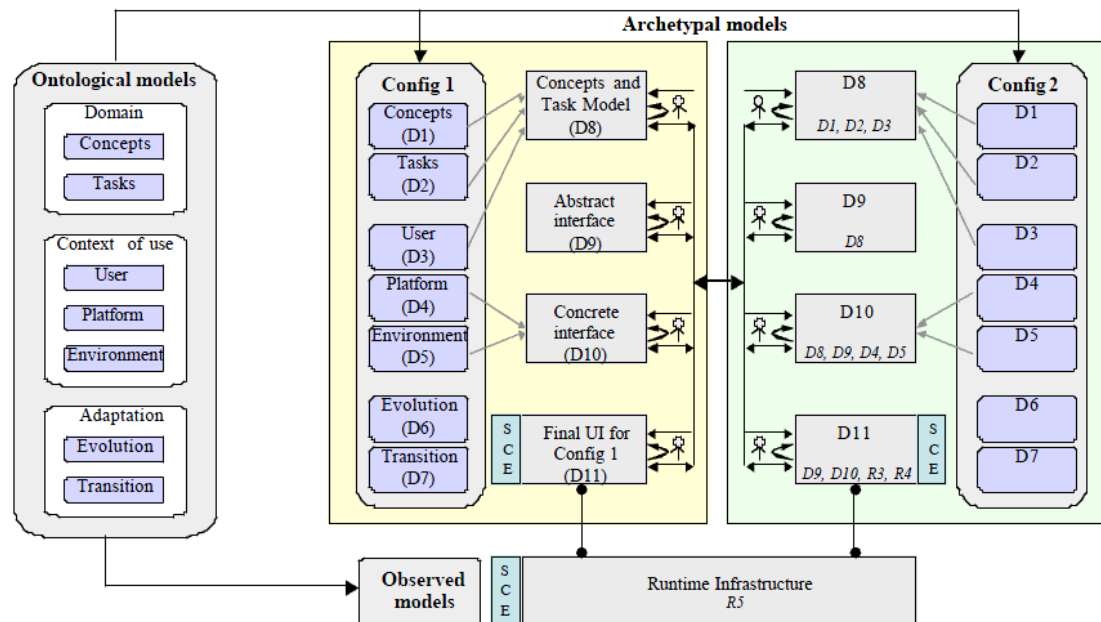 Archetypal models
Ontological models
Domain
Concepts
Tasks
Context of use
User
Platform
Environment
Adaptation
Evolution
Transition
Config 1
Concepts
(D1)
Tasks
(D2)
User
(D3)
Platform
(D4)
Environment
(D5)
Evolution
(D6)
Transition
(D7)
Concepts and
Task Model
(D8)
Abstract
interface
(D9)
Concrete
interface
(D10)
S
C
E
Final UI for
Config 1
(D11)
D8
D1, D2, D3
D9
D8
D10
D8, D9, D4, D5
D11
D9, D10, R3, R4
S
C
E
Config 2
D1
D2
D3
D4
D5
D6
D7
Observed
models
S
C
E
Runtime Infrastructure
R5